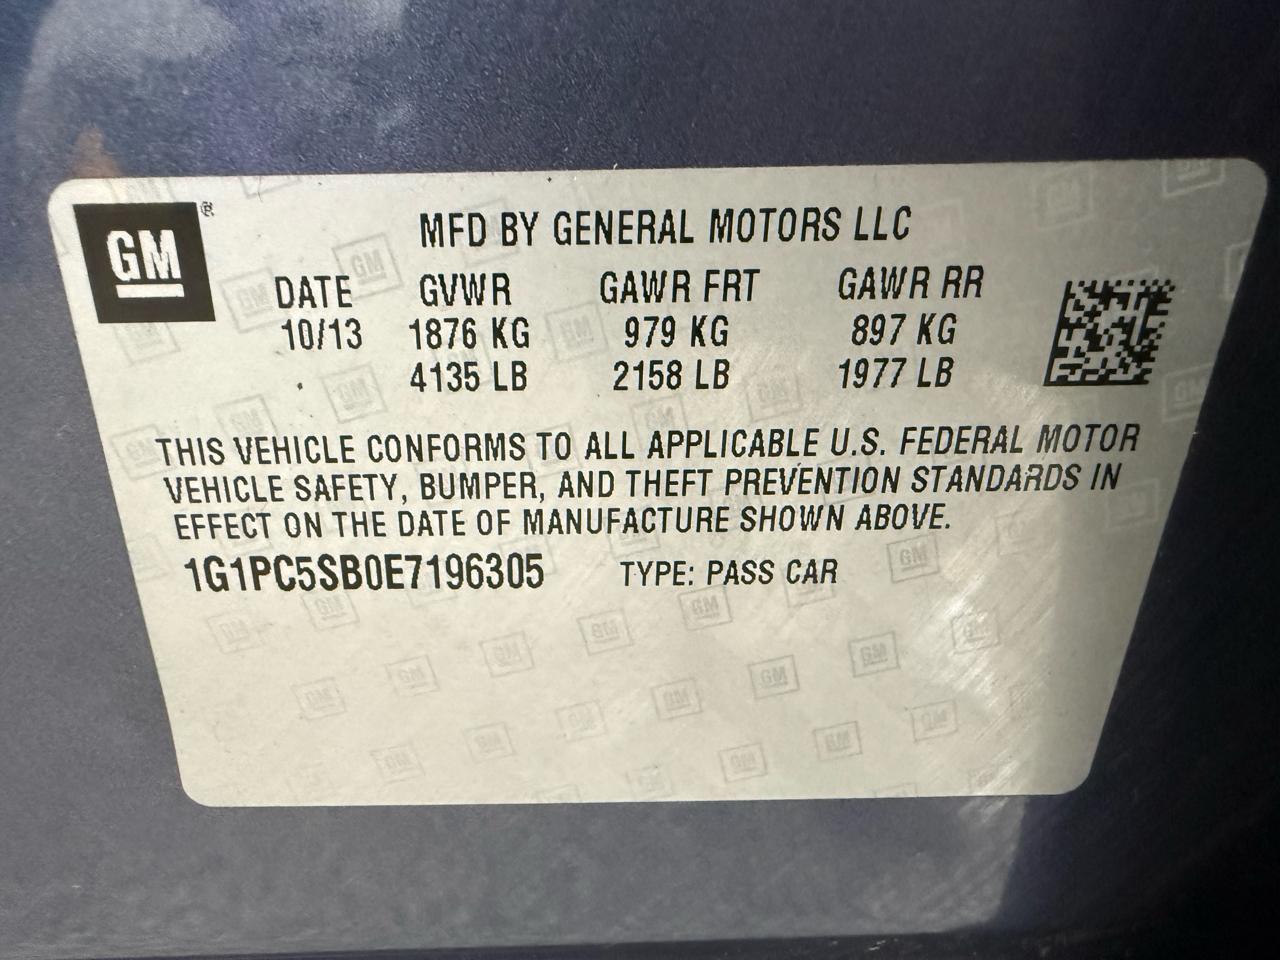 GM ®
MFD BY GENERAL MOTORS LLC
DATE GVWR GAWR FRT GAWR RR
10/13 1876 KG 979 KG 897 KG
4135 LB 2158 LB 1977 LB
THIS VEHICLE CONFORMS TO ALL APPLICABLE U.S. FEDERAL MOTOR
VEHICLE SAFETY, BUMPER, AND THEFT PREVENTION STANDARDS IN
EFFECT ON THE DATE OF MANUFACTURE SHOWN ABOVE.
1G1PC5SB0E7196305 TYPE: PASS CAR